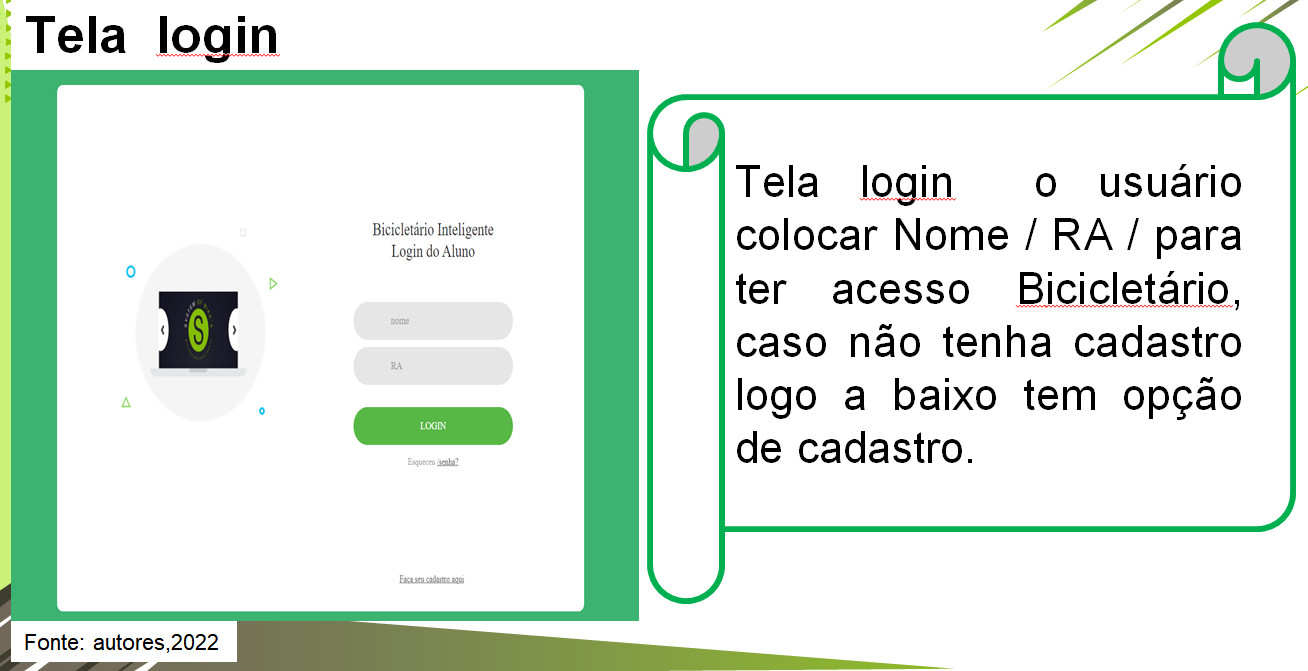 Tela login
Bicicletário Inteligente
Login do Aluno
nome
RA
LOGIN
Esqueceu /senha?
Faça seu cadastro aqui
Tela login o usuário
colocar Nome / RA / para
ter acesso Bicicletário,
caso não tenha cadastro
logo a baixo tem opção
de cadastro.
Fonte: autores,2022